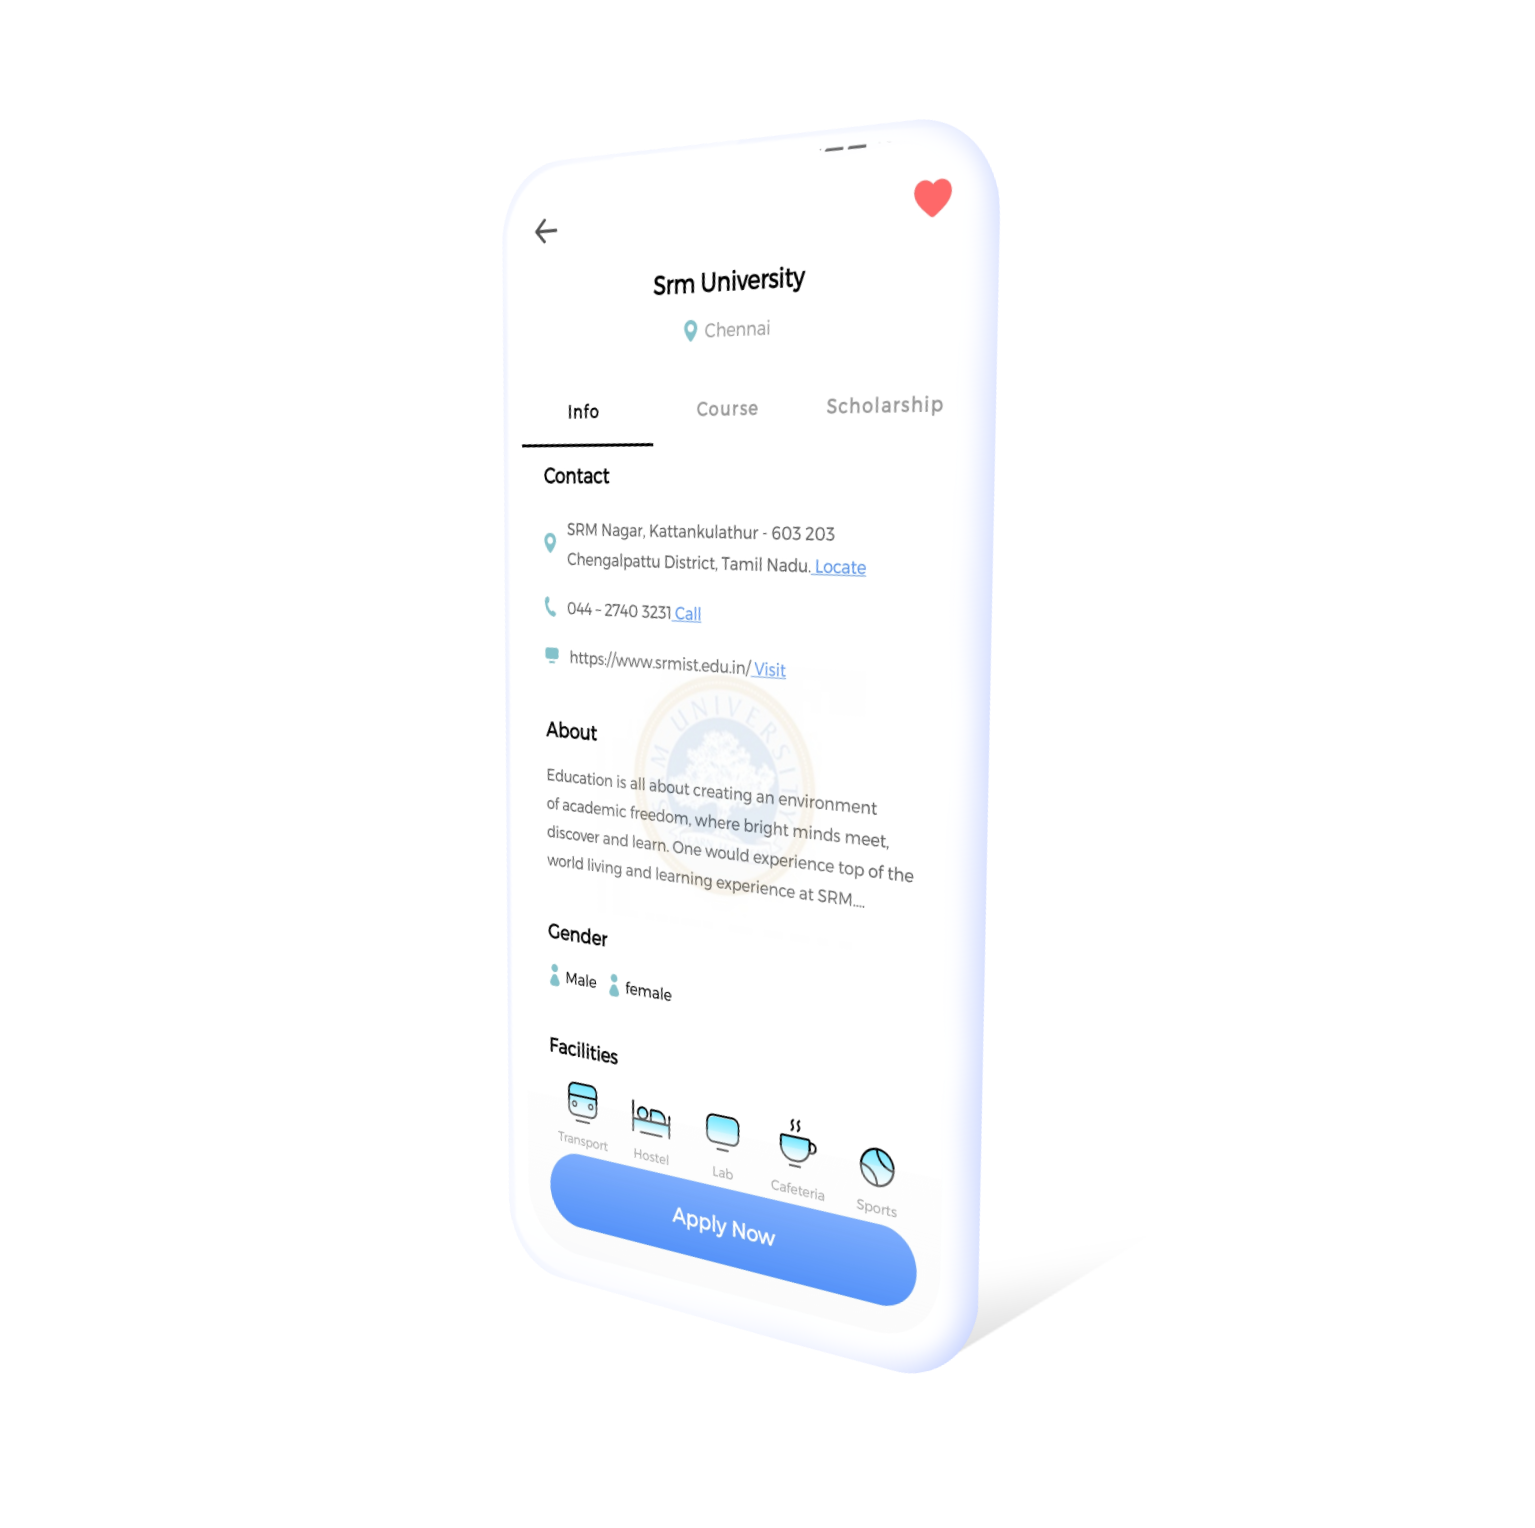 Srm University
Chennai
Info
Course
Scholarship
Contact
SRM Nagar, Kattankulathur - 603 203
Chengalpattu District, Tamil Nadu. Locate
044 - 2740 3231 Call
https://www.srmist.edu.in/ Visit
SRM UNIVERSITY
About
Education is all about creating an environment
of academic freedom, where bright minds meet,
discover and learn. One would experience top of the
world living and learning experience at SRM....
Gender
Male female
Facilities
Transport
Hostel
Lab
Cafeteria
Sports
Apply Now